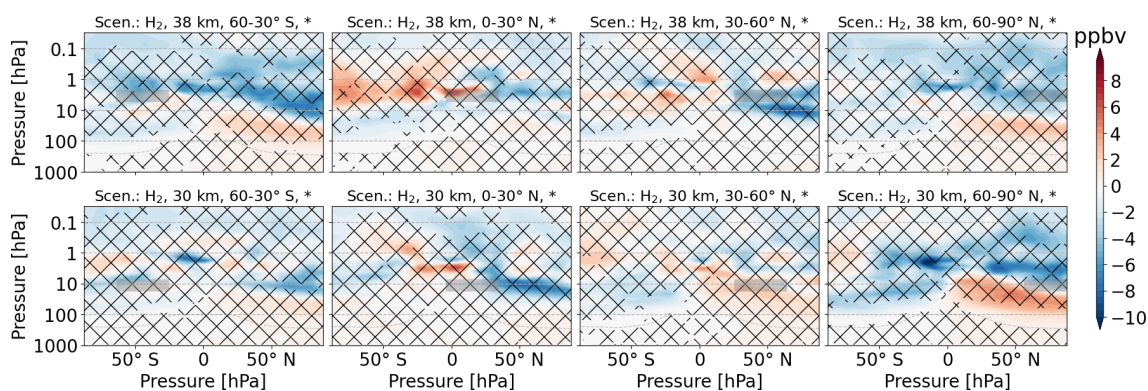 Scen.: H₂, 38 km, 60-30° S, *
Scen.: H₂, 38 km, 0-30° N, *
Scen.: H₂, 38 km, 30-60° N, *
Scen.: H₂, 38 km, 60-90° N, *
ppbv
Pressure [hPa]
0.1
1
10
100
1000
Scen.: H₂, 30 km, 60-30° S, *
Scen.: H₂, 30 km, 0-30° N, *
Scen.: H₂, 30 km, 30-60° N, *
Scen.: H₂, 30 km, 60-90° N, *
Pressure [hPa]
0.1
1
10
100
1000
50° S 0 50° N
50° S 0 50° N
50° S 0 50° N
50° S 0 50° N
Pressure [hPa]
Pressure [hPa]
Pressure [hPa]
Pressure [hPa]
8
6
4
2
0
−2
−4
−6
−8
−10